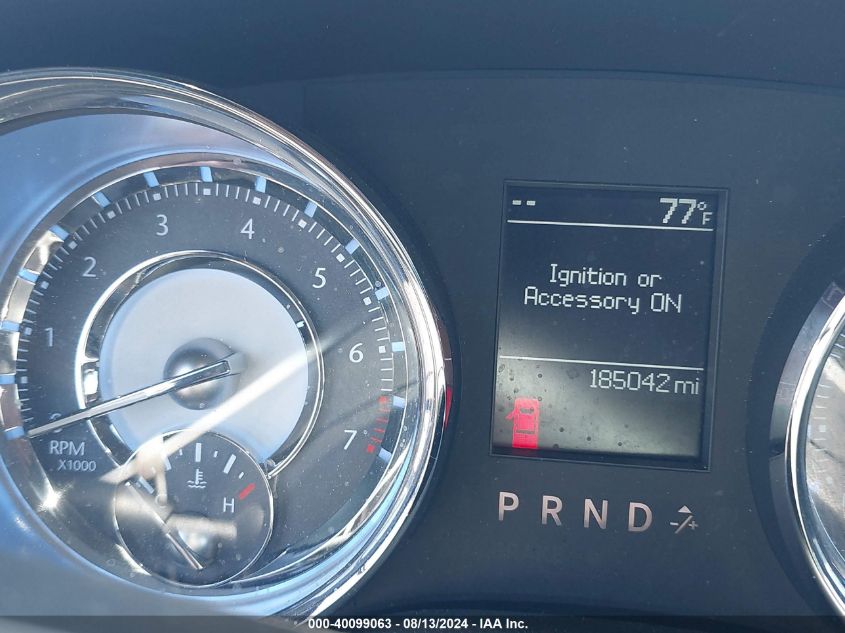 -- 77°F
Ignition or
Accessory ON
185042 mi
1 2 3 4 5 6 7
RPM
X1000
H
P R N D -/+
000-40099063 - 08/13/2024 - IAA Inc.